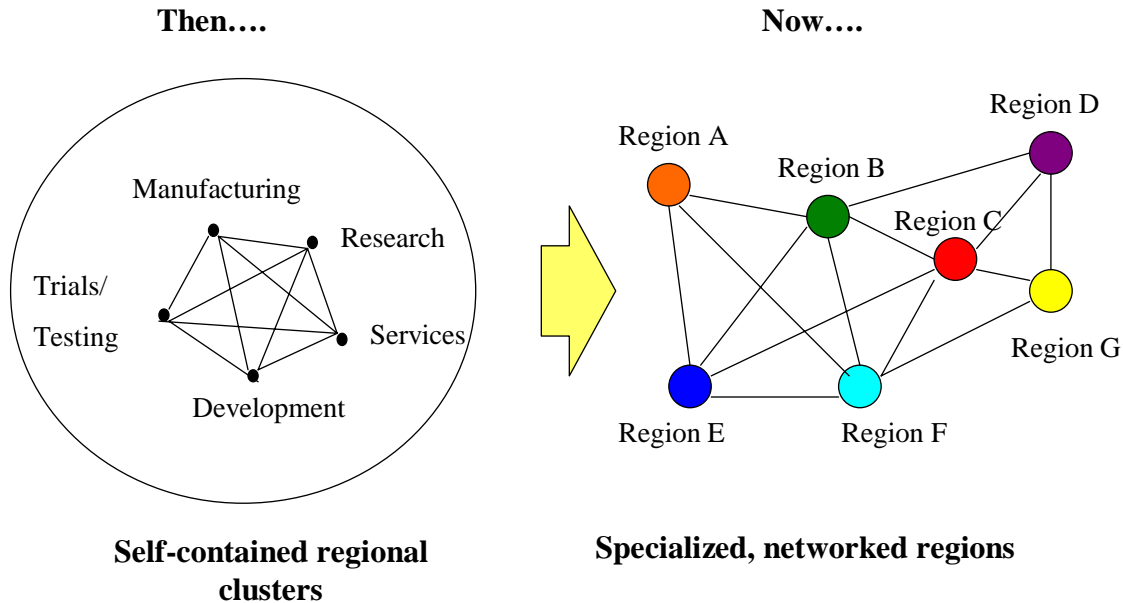 Then….
Now….
Manufacturing
Research
Trials/
Testing
Services
Development
Region A
Region B
Region C
Region D
Region E
Region F
Region G
Self-contained regional
clusters
Specialized, networked regions